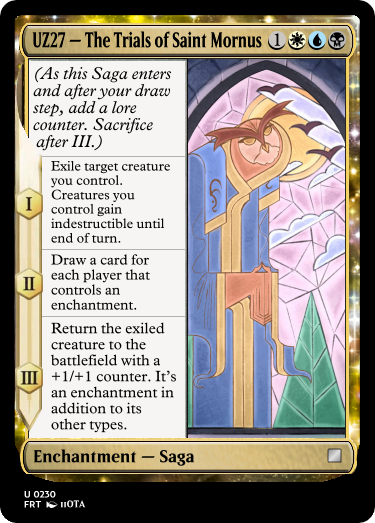 UZ27 — The Trials of Saint Mornus 1
(As this Saga enters
and after your draw
step, add a lore
counter. Sacrifice
after III.)
I
Exile target creature
you control.
Creatures you
control gain
indestructible until
end of turn.
II
Draw a card for
each player that
controls an
enchantment.
III
Return the exiled
creature to the
battlefield with a
+1/+1 counter. It's
an enchantment in
addition to its
other types.
Enchantment — Saga
U 0230
FRT 11OTA